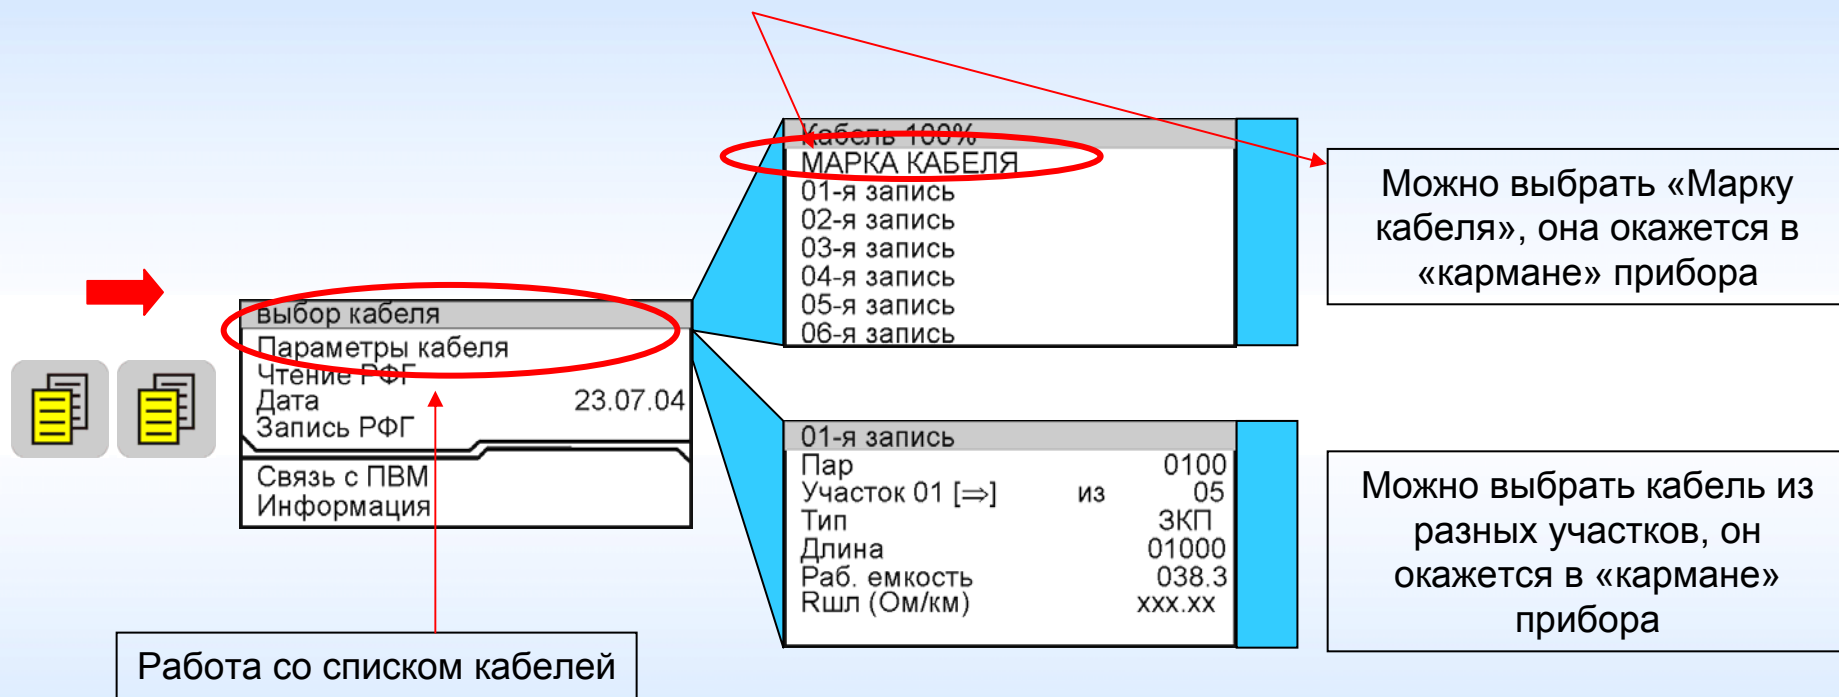 Кабель 100%
МАРКА КАБЕЛЯ
01-я запись
02-я запись
03-я запись
04-я запись
05-я запись
06-я запись
Можно выбрать «Марку
кабеля», она окажется в
«кармане» прибора
выбор кабеля
Параметры кабеля
Чтение РФГ
Дата 23.07.04
Запись РФГ
Связь с ПВМ
Информация
01-я запись
Пар 0100
Участок 01 [⇒] из 05
Тип ЗКП
Длина 01000
Раб. емкость 038.3
Rшл (Ом/км) xxx.xx
Можно выбрать кабель из
разных участков, он
окажется в «кармане»
прибора
Работа со списком кабелей